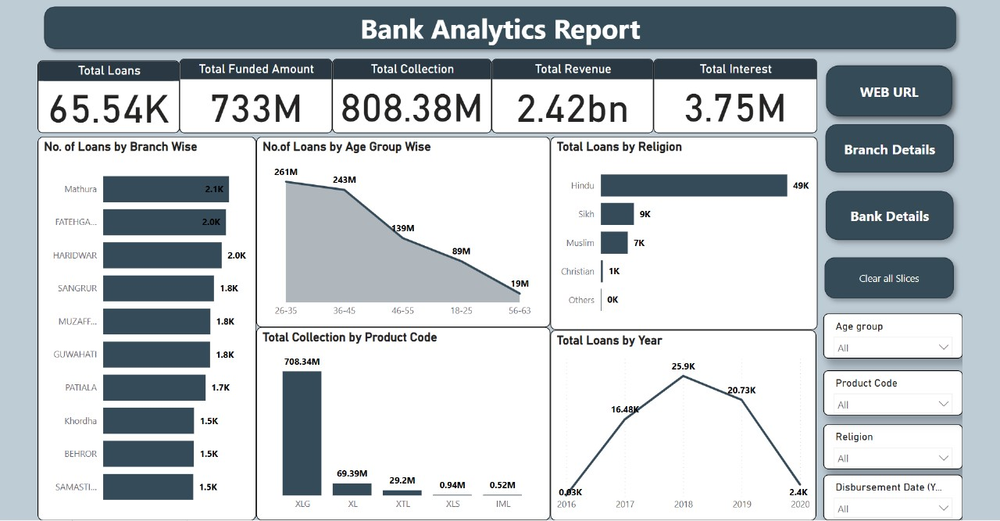 Bank Analytics Report
Total Loans
65.54K
Total Funded Amount
733M
Total Collection
808.38M
Total Revenue
2.42bn
Total Interest
3.75M
WEB URL
Branch Details
Bank Details
Clear all Slices
No. of Loans by Branch Wise
Mathura 2.1K
FATEHGA... 2.0K
HARIDWAR 2.0K
SANGRUR 1.8K
MUZAFF... 1.8K
GUWAHATI 1.8K
PATIALA 1.7K
Khordha 1.5K
BEHROR 1.5K
SAMASTI... 1.5K
No.of Loans by Age Group Wise
261M
243M
139M
89M
19M
26-35 36-45 46-55 18-25 56-63
Total Loans by Religion
Hindu 49K
Sikh 9K
Muslim 7K
Christian 1K
Others 0K
Total Collection by Product Code
708.34M
69.39M
29.2M
0.94M
0.52M
XLG XL XTL XLS IML
Total Loans by Year
0.03K
16.48K
25.9K
20.73K
2.4K
2016 2017 2018 2019 2020
Age group
All
Product Code
All
Religion
All
Disbursement Date (Y...
All